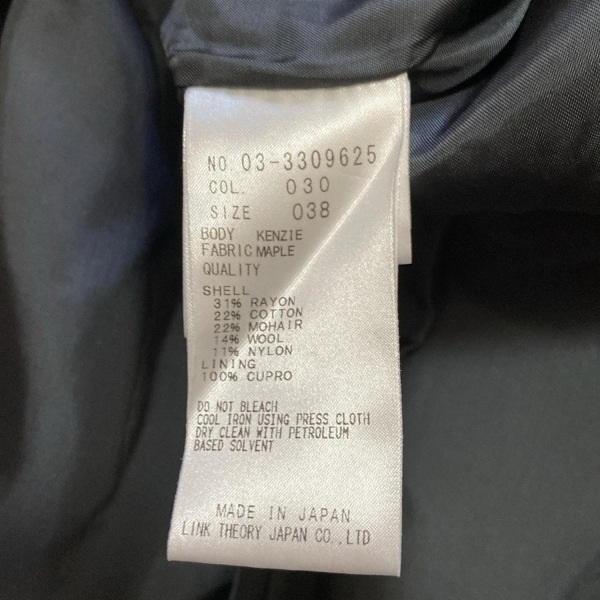 NO. 03-3309625
COL. 030
SIZE 038
BODY KENZIE
FABRIC MAPLE
QUALITY
SHELL
31% RAYON
22% COTTON
22% MOHAIR
14% WOOL
11% NYLON
LINING
100% CUPRO
DO NOT BLEACH
COOL IRON USING PRESS CLOTH
DRY CLEAN WITH PETROLEUM
BASED SOLVENT
MADE IN JAPAN
LINK THEORY JAPAN CO.,LTD